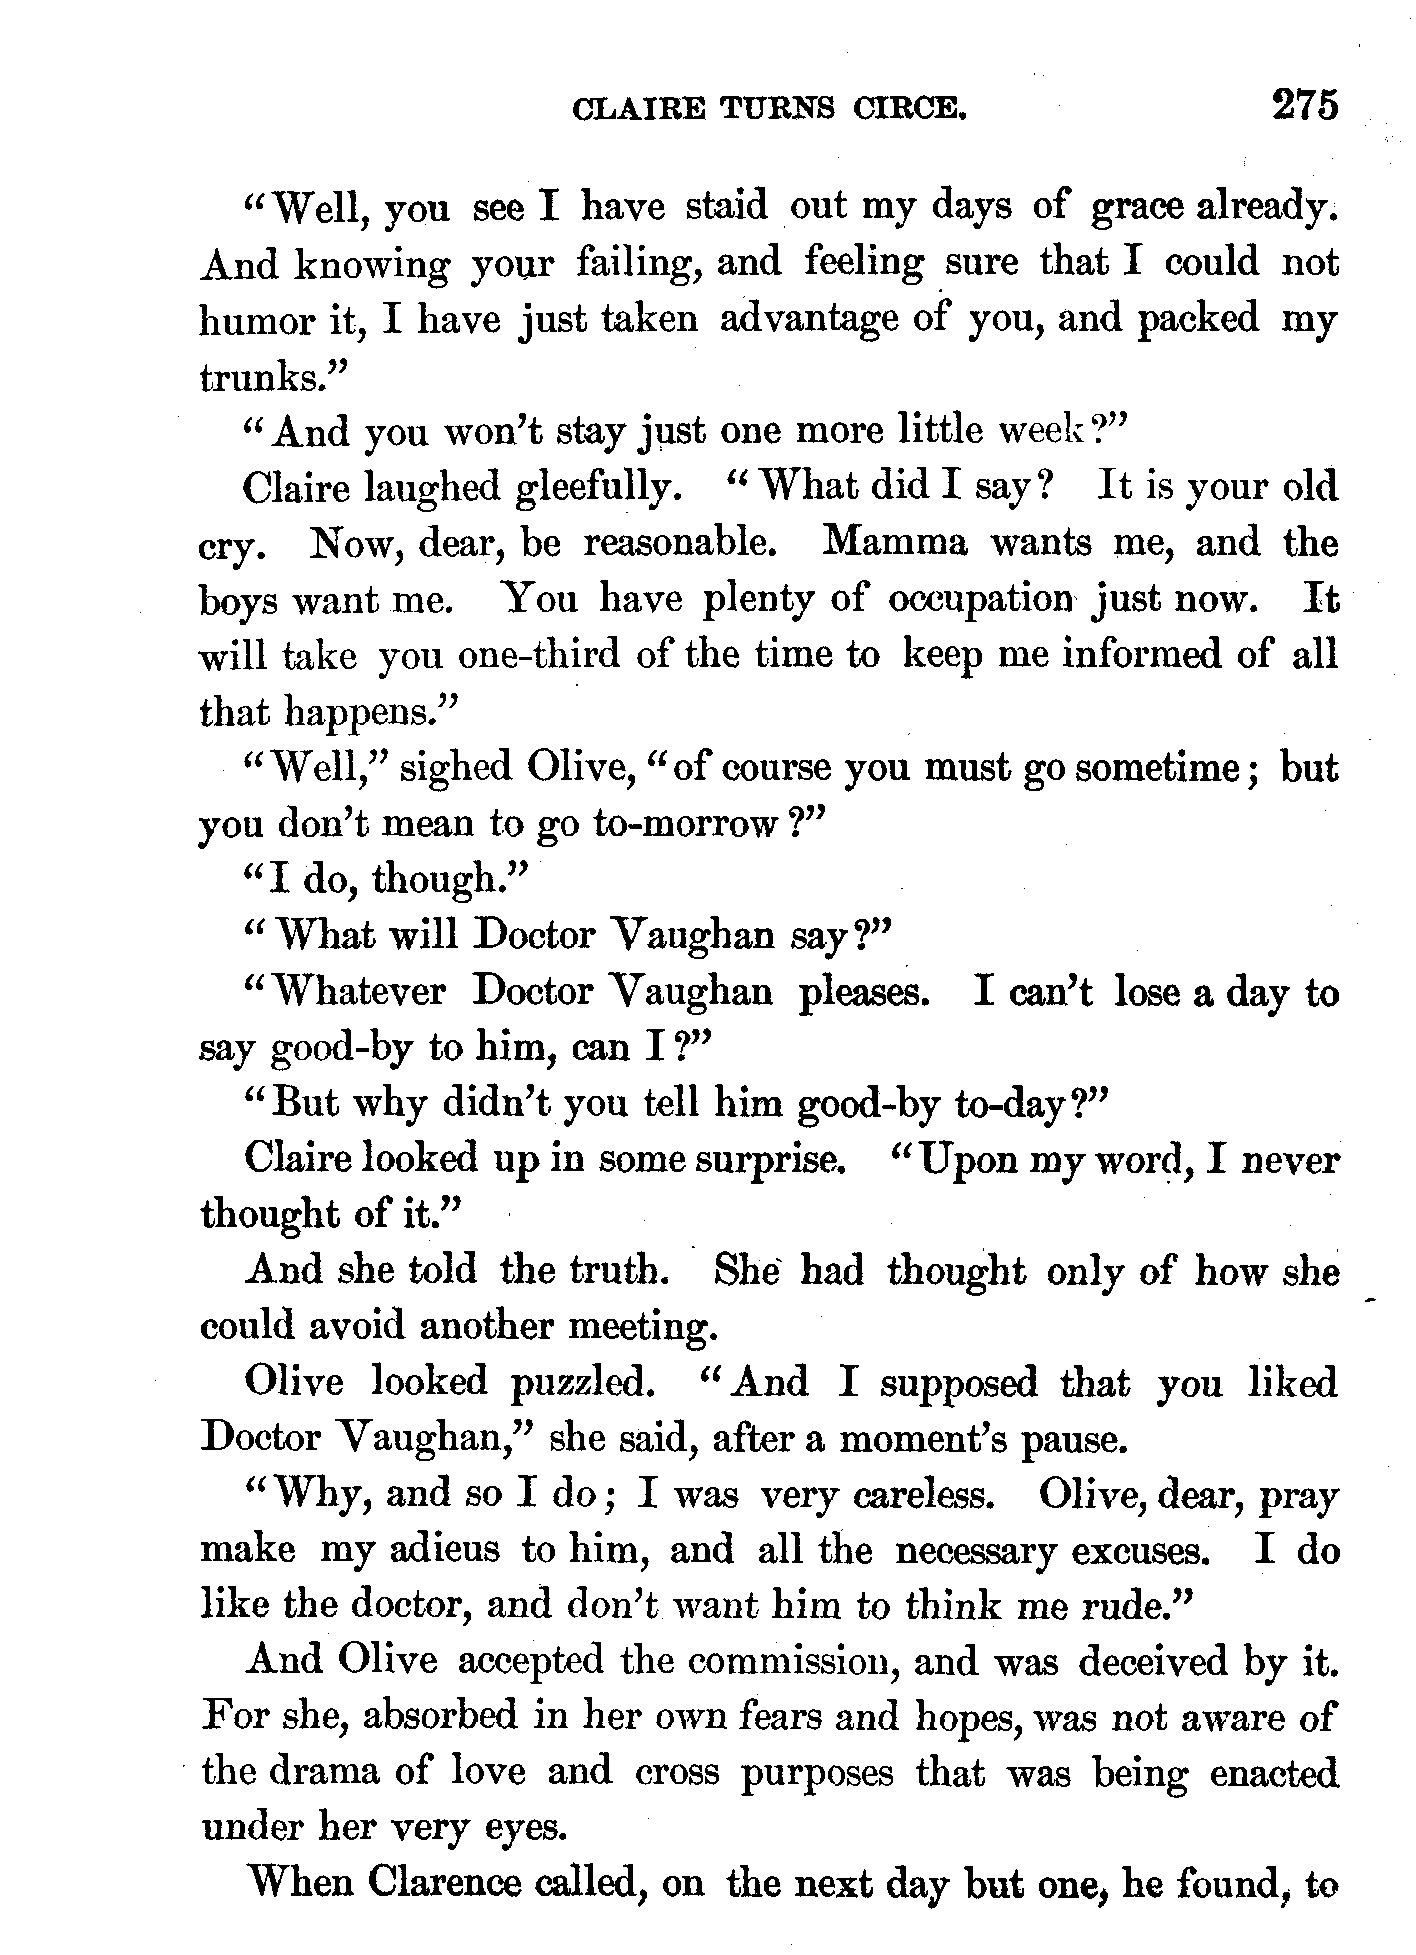 CLAIRE TURNS CIRCE. 275
"Well, you see I have staid out my days of grace already.
And knowing your failing, and feeling sure that I could not
humor it, I have just taken advantage of you, and packed my
trunks."
"And you won't stay just one more little week?"
Claire laughed gleefully. "What did I say? It is your old
cry. Now, dear, be reasonable. Mamma wants me, and the
boys want me. You have plenty of occupation just now. It
will take you one-third of the time to keep me informed of all
that happens."
"Well," sighed Olive, "of course you must go sometime; but
you don't mean to go to-morrow?"
"I do, though."
"What will Doctor Vaughan say?"
"Whatever Doctor Vaughan pleases. I can't lose a day to
say good-by to him, can I?"
"But why didn't you tell him good-by to-day?"
Claire looked up in some surprise. "Upon my word, I never
thought of it."
And she told the truth. She had thought only of how she
could avoid another meeting.
Olive looked puzzled. "And I supposed that you liked
Doctor Vaughan," she said, after a moment's pause.
"Why, and so I do; I was very careless. Olive, dear, pray
make my adieus to him, and all the necessary excuses. I do
like the doctor, and don't want him to think me rude."
And Olive accepted the commission, and was deceived by it.
For she, absorbed in her own fears and hopes, was not aware of
the drama of love and cross purposes that was being enacted
under her very eyes.
When Clarence called, on the next day but one, he found, to